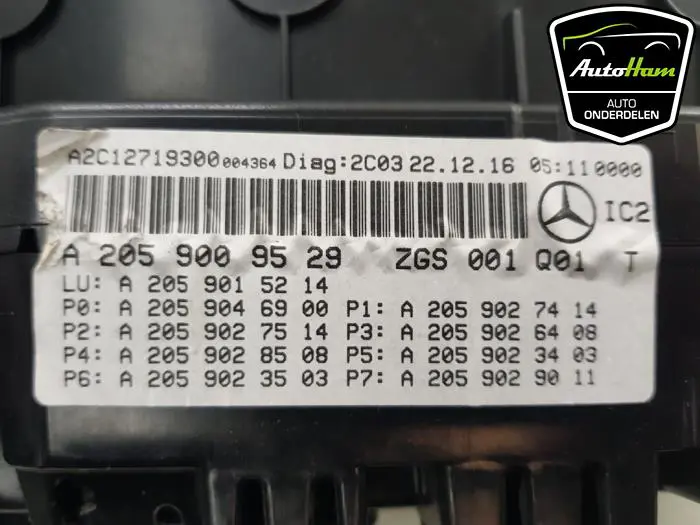 AutoHam
AUTO
ONDERDELEN
A2C12719300004364 Diag:2C03 22.12.16 05:110000
IC2
A 205 900 95 29 ZGS 001 Q01 T
LU: A 205 901 52 14
P0: A 205 904 69 00 P1: A 205 902 74 14
P2: A 205 902 75 14 P3: A 205 902 64 08
P4: A 205 902 85 08 P5: A 205 902 34 03
P6: A 205 902 35 03 P7: A 205 902 90 11